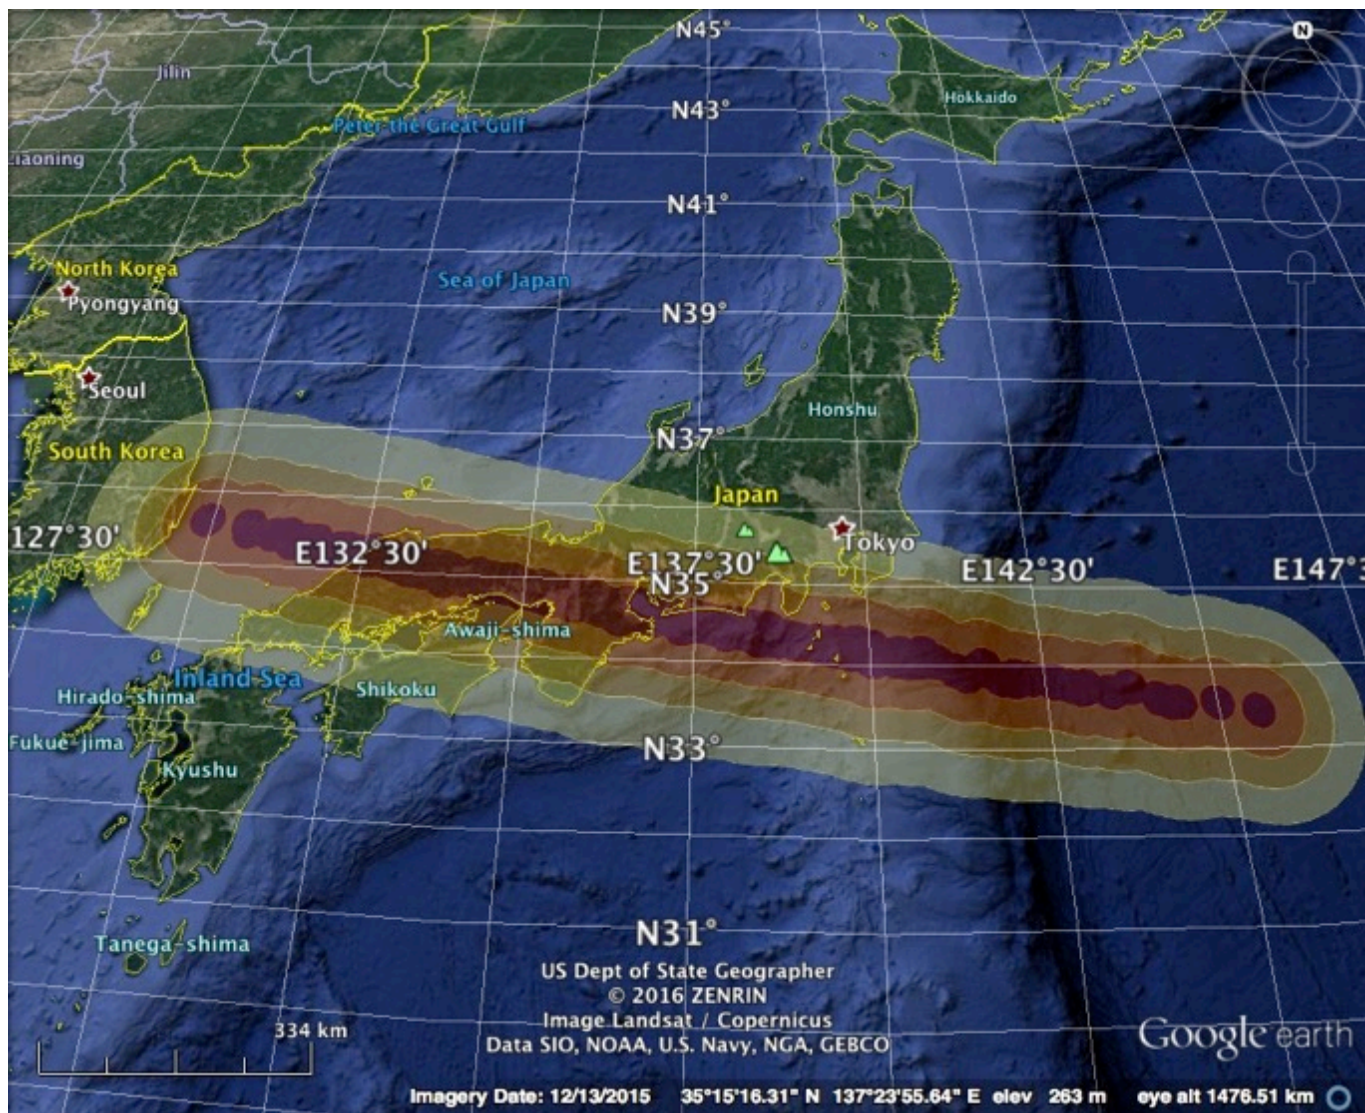 N45°
N
Jilin
Hokkaido
N43°
Peter the Great Gulf
Liaoning
N41°
North Korea
Sea of Japan
Pyongyang
N39°
Seoul
Honshu
N37°
South Korea
Japan
127°30'
E132°30'
E137°30'
Tokyo
E142°30'
E147°3
N35°
Awaji-shima
Inland Sea
Shikoku
Hirado-shima
Fukue-jima
N33°
Kyushu
N31°
Tanega-shima
US Dept of State Geographer
© 2016 ZENRIN
Image Landsat / Copernicus
Data SIO, NOAA, U.S. Navy, NGA, GEBCO
334 km
Google earth
Imagery Date: 12/13/2015 35°15'16.31" N 137°23'55.64" E elev 263 m eye alt 1476.51 km